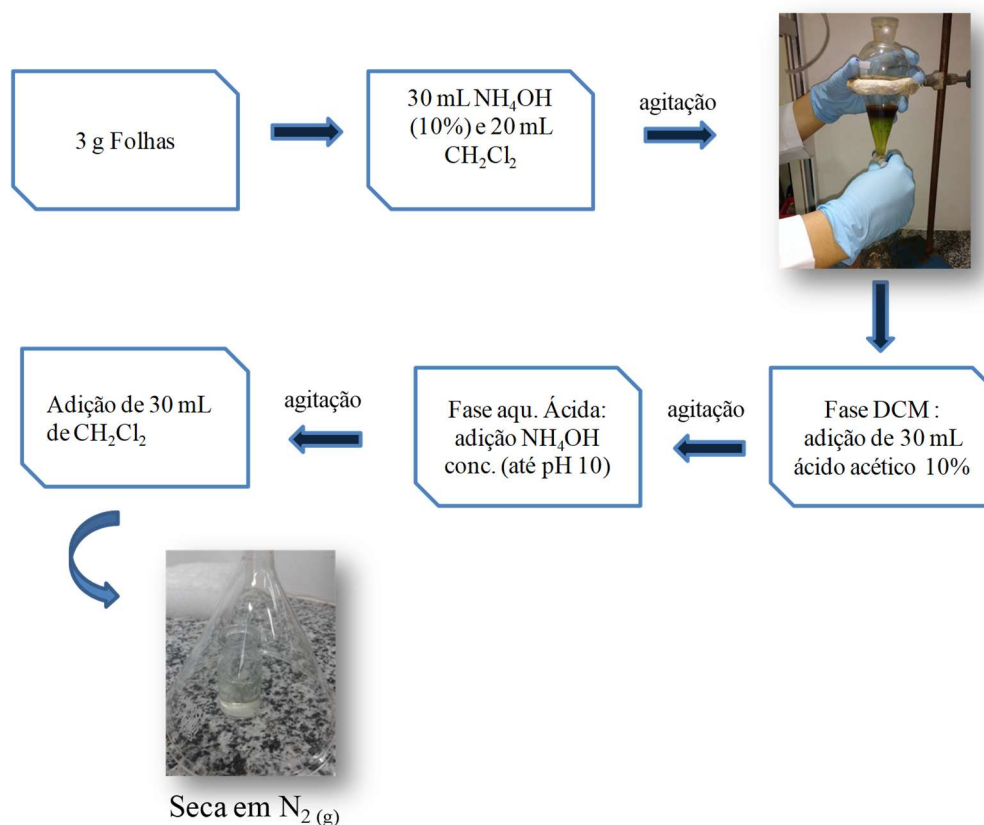 3 g Folhas
30 mL NH₄OH
(10%) e 20 mL
CH₂Cl₂
agitação
Fase DCM :
adição de 30 mL
ácido acético 10%
agitação
Fase aqu. Ácida:
adição NH₄OH
conc. (até pH 10)
agitação
Adição de 30 mL
de CH₂Cl₂
Seca em N₂ (g)